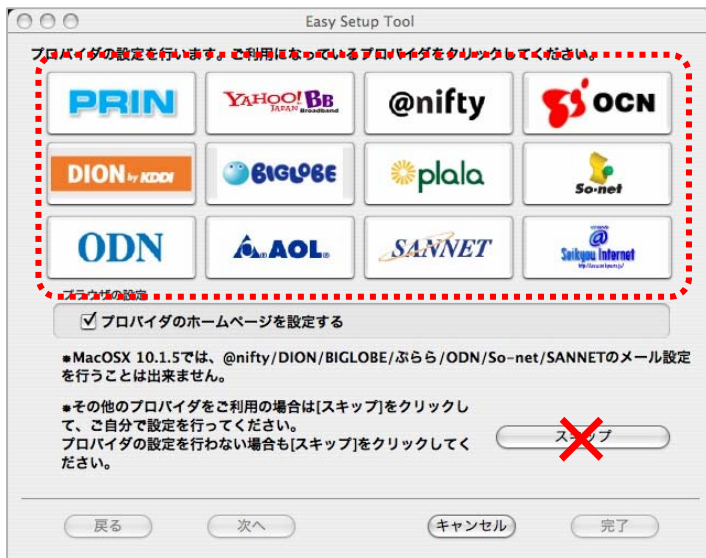 Easy Setup Tool
プロバイダの設定を行います。ご利用になっているプロバイダをクリックしてください。
PRIN YAHOO! BB JAPAN Broadband @nifty OCN
DION by KDDI BIGLOBE plala So-net
ODN AOL SANNET @ Saikyou Internet
ブラウザの設定
プロバイダのホームページを設定する
*MacOSX 10.1.5では、@nifty/DION/BIGLOBE/ぷらら/ODN/So-net/SANNETのメール設定
を行うことは出来ません。
*その他のプロバイダをご利用の場合は[スキップ]をクリックし
て、ご自分で設定を行ってください。
プロバイダの設定を行わない場合も[スキップ]をクリックしてく
ださい。
スキップ
戻る 次へ キャンセル 完了